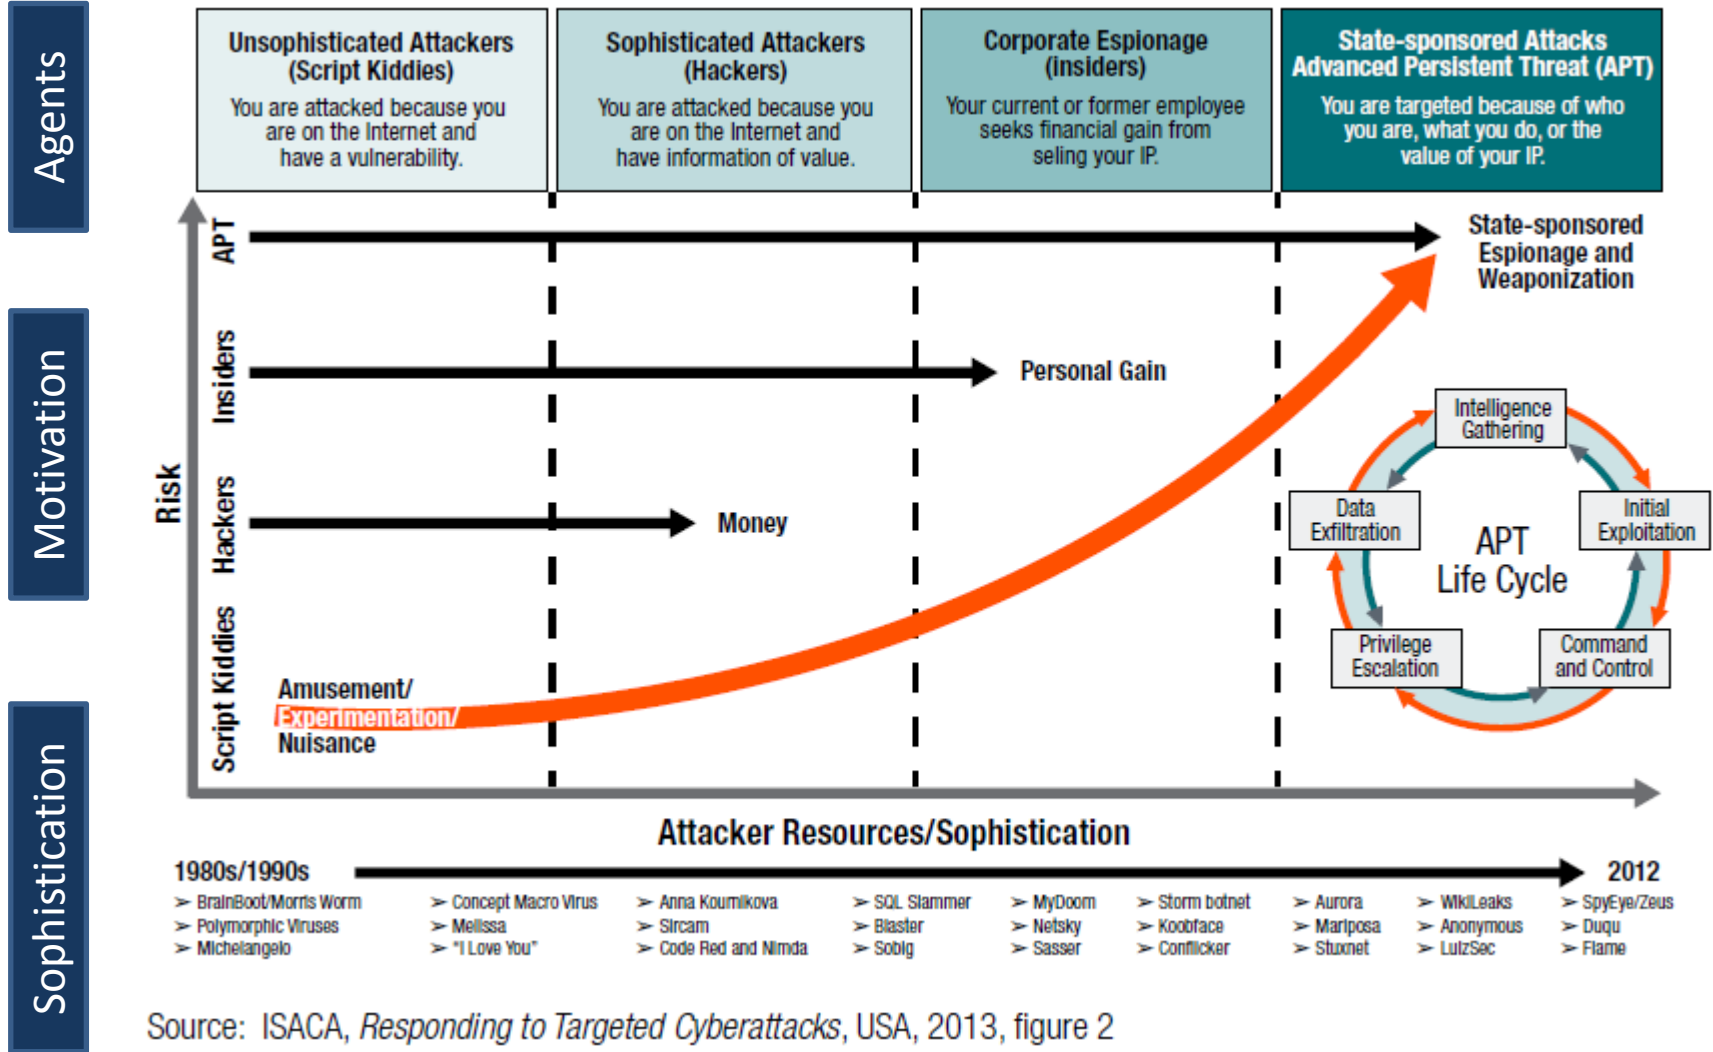 Agents
Motivation
Sophistication
Unsophisticated Attackers
(Script Kiddies)
You are attacked because you
are on the Internet and
have a vulnerability.
Sophisticated Attackers
(Hackers)
You are attacked because you
are on the Internet and
have information of value.
Corporate Espionage
(insiders)
Your current or former employee
seeks financial gain from
seling your IP.
State-sponsored Attacks
Advanced Persistent Threat (APT)
You are targeted because of who
you are, what you do, or the
value of your IP.
Risk
APT
Insiders
Hackers
Script Kiddies
State-sponsored
Espionage and
Weaponization
Personal Gain
Money
Amusement/
Experimentation/
Nuisance
APT
Life Cycle
Intelligence
Gathering
Initial
Exploitation
Command
and Control
Privilege
Escalation
Data
Exfiltration
Attacker Resources/Sophistication
1980s/1990s
2012
➢ BrainBoot/Morris Worm
➢ Polymorphic Viruses
➢ Michelangelo
➢ Concept Macro Virus
➢ Melissa
➢ "I Love You"
➢ Anna Kournikova
➢ Sircam
➢ Code Red and Nimda
➢ SQL Slammer
➢ Blaster
➢ Sobig
➢ MyDoom
➢ Netsky
➢ Sasser
➢ Storm botnet
➢ Koobface
➢ Conflicker
➢ Aurora
➢ Mariposa
➢ Stuxnet
➢ WikiLeaks
➢ Anonymous
➢ LulzSec
➢ SpyEye/Zeus
➢ Duqu
➢ Flame
Source: ISACA, Responding to Targeted Cyberattacks, USA, 2013, figure 2